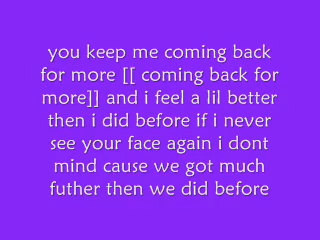 you keep me coming back
for more [[ coming back for
more]] and i feel a lil better
then i did before if i never
see your face again i dont
mind cause we got much
futher then we did before